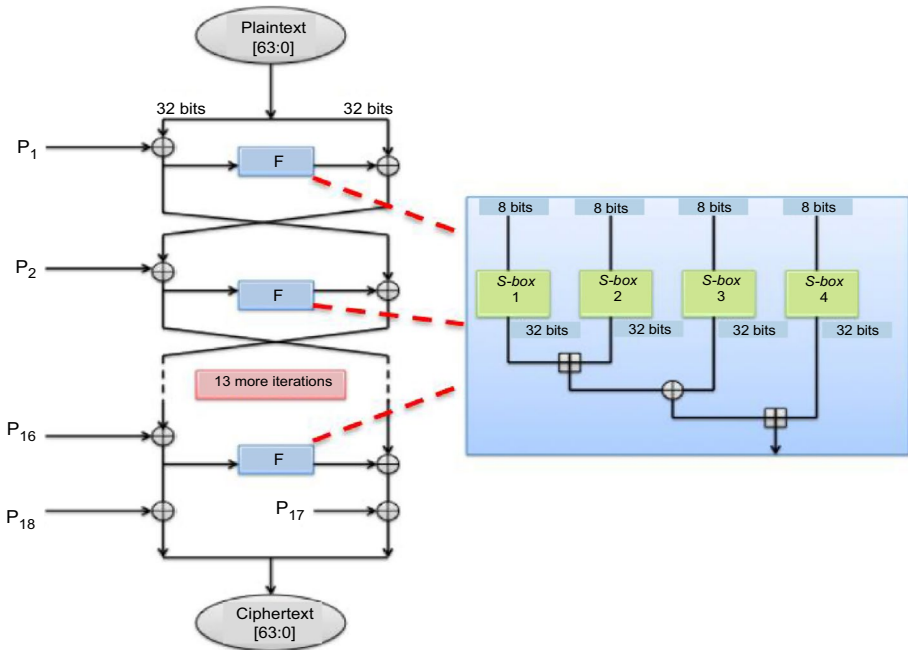 Plaintext
[63:0]
32 bits 32 bits
P1
F
P2
F
13 more iterations
P16
F
P18
P17
Ciphertext
[63:0]
8 bits 8 bits 8 bits 8 bits
S-box
1
S-box
2
S-box
3
S-box
4
32 bits 32 bits 32 bits 32 bits